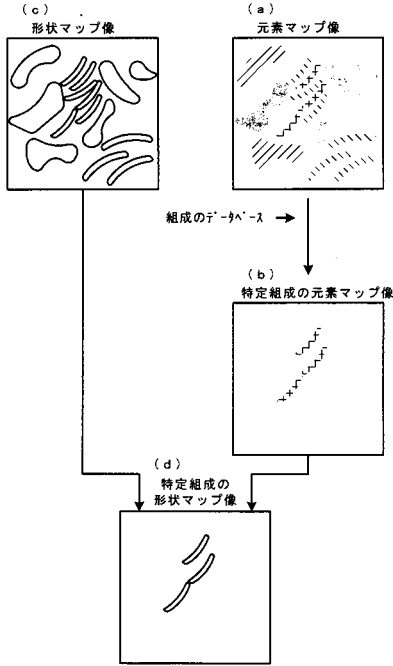 (c)
形状マップ像
(a)
元素マップ像
組成のデータベース
(b)
特定組成の元素マップ像
(d)
特定組成の
形状マップ像